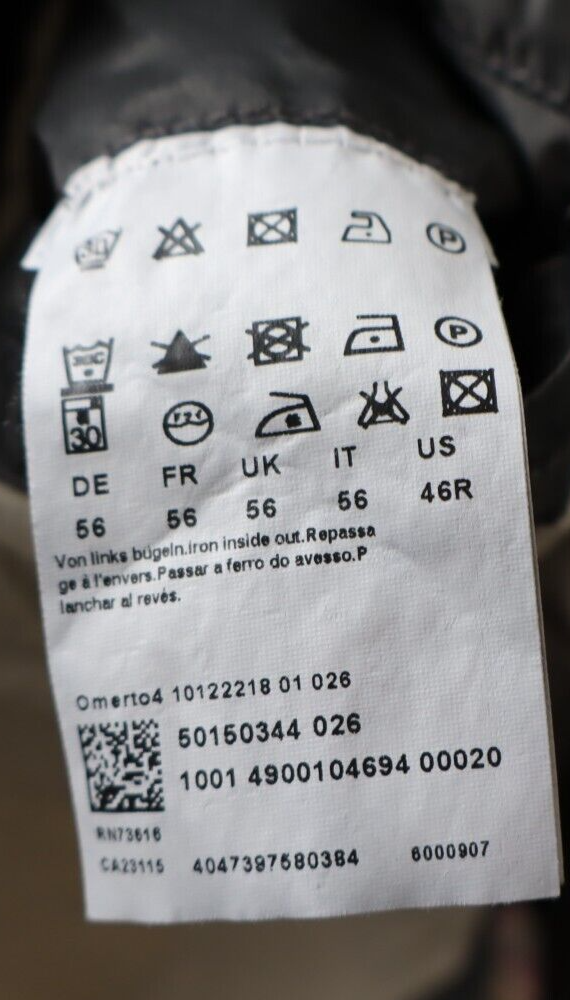 30
DE FR UK IT US
56 56 56 56 46R
Von links bügeln.iron inside out.Repassa
ge à l'envers.Passar a ferro do avesso.P
lanchar al revés.
Omerto4 10122218 01 026
50150344 026
1001 4900104694 00020
RN73616
CA23115 4047397580384 6000907